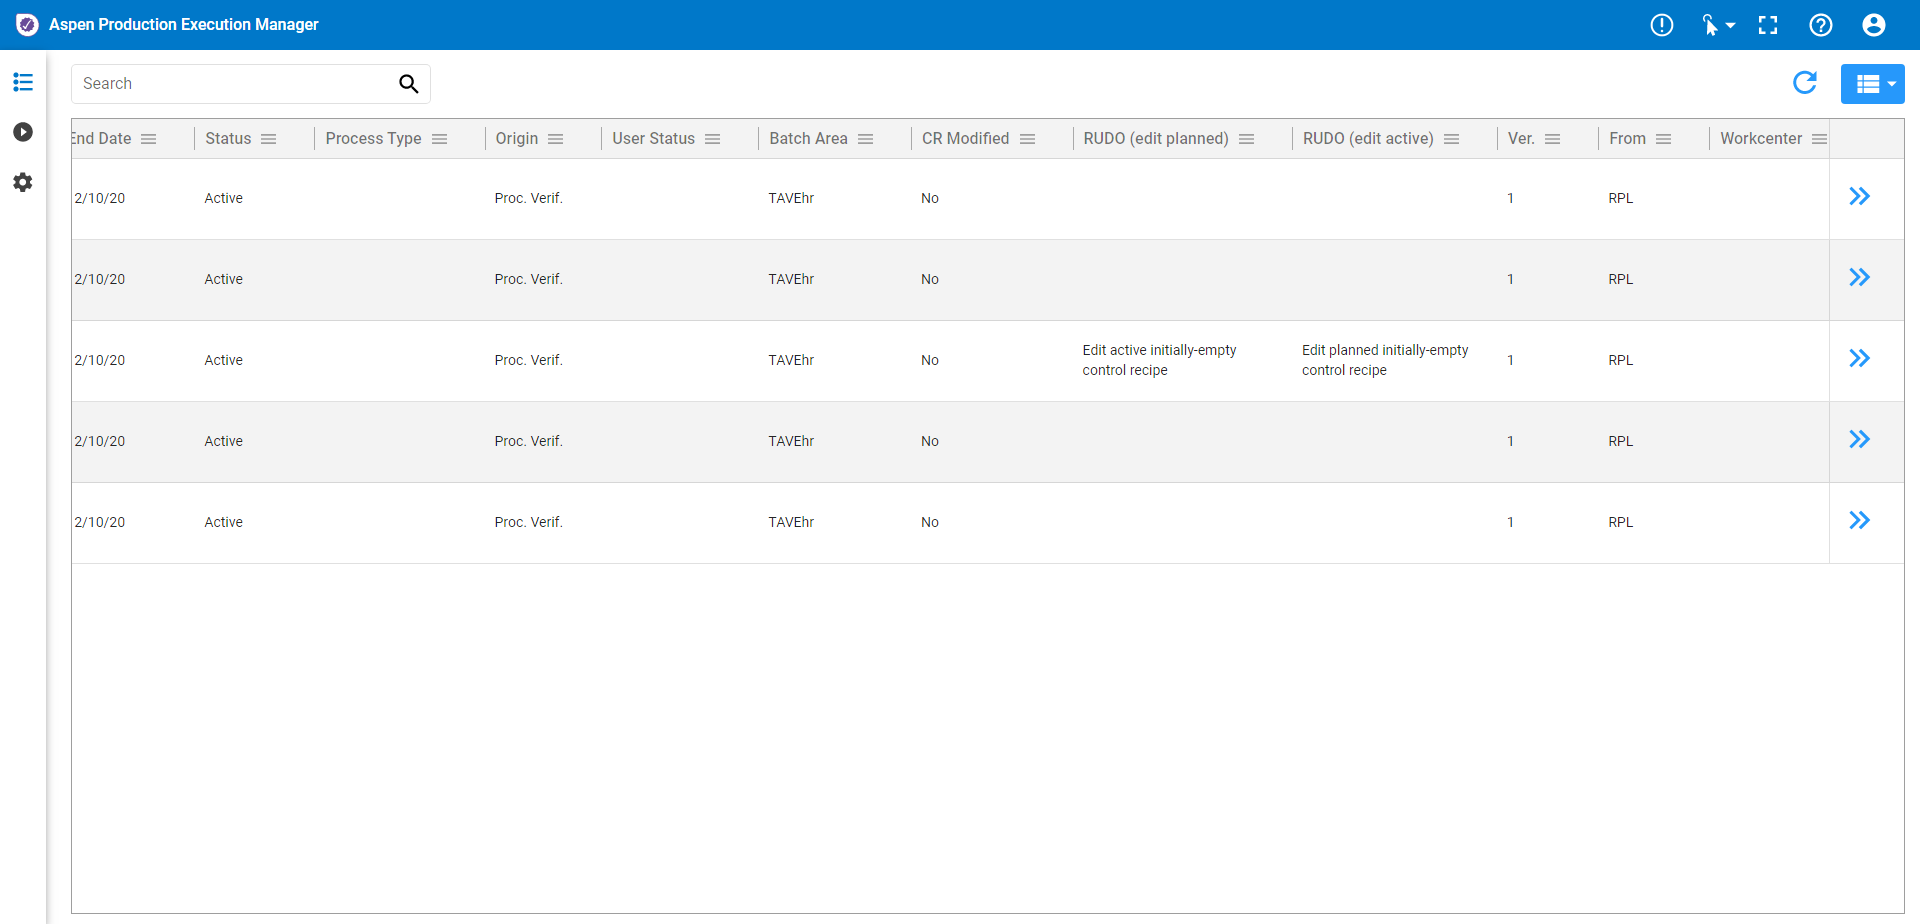 Aspen Production Execution Manager
Search
End Date Status Process Type Origin User Status Batch Area CR Modified RUDO (edit planned) RUDO (edit active) Ver. From Workcenter
2/10/20 Active Proc. Verif. TAVEhr No 1 RPL
2/10/20 Active Proc. Verif. TAVEhr No 1 RPL
2/10/20 Active Proc. Verif. TAVEhr No Edit active initially-empty control recipe Edit planned initially-empty control recipe 1 RPL
2/10/20 Active Proc. Verif. TAVEhr No 1 RPL
2/10/20 Active Proc. Verif. TAVEhr No 1 RPL